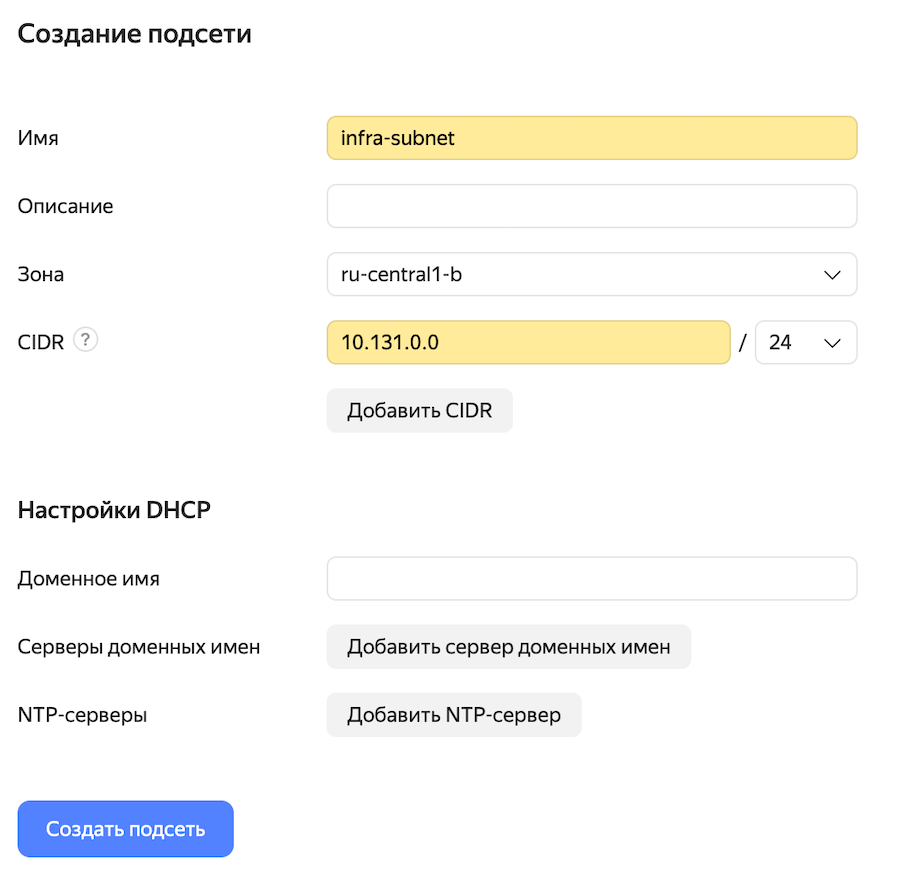 Создание подсети
Имя infra-subnet
Описание
Зона ru-central1-b
CIDR ? 10.131.0.0 / 24
Добавить CIDR
Настройки DHCP
Доменное имя
Серверы доменных имен Добавить сервер доменных имен
NTP-серверы Добавить NTP-сервер
Создать подсеть